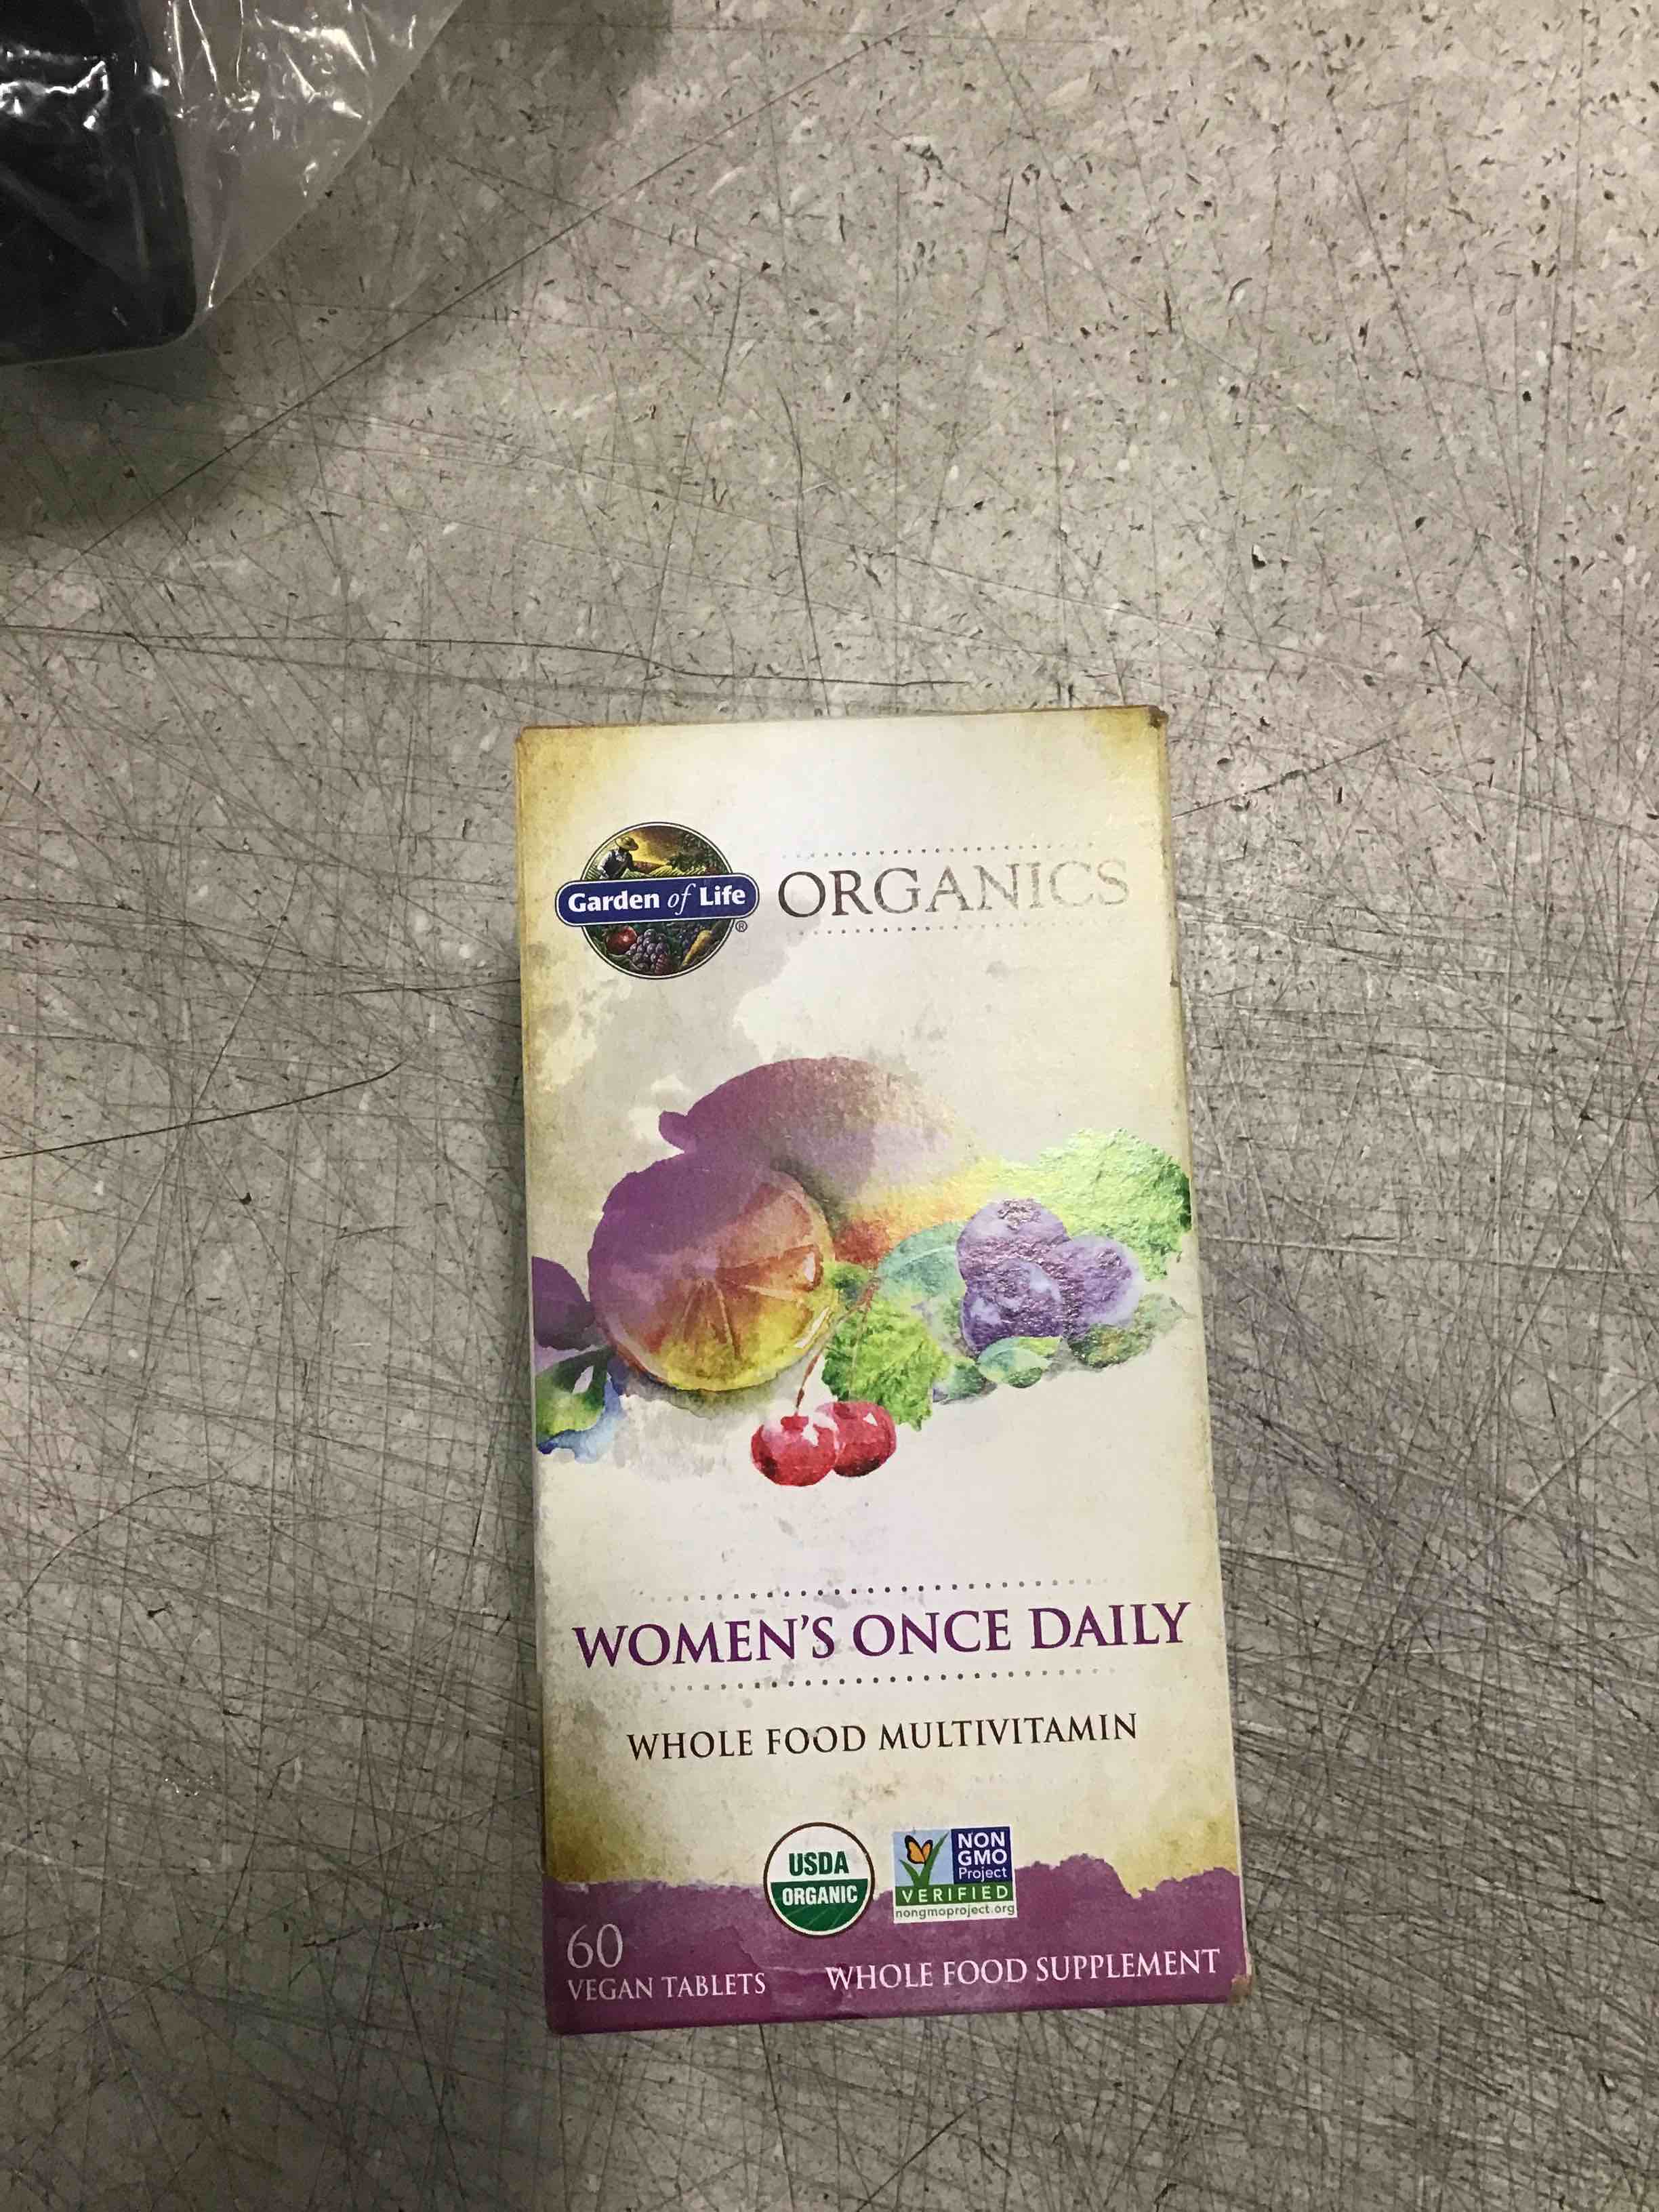 Garden of Life®
ORGANICS
WOMEN'S ONCE DAILY
WHOLE FOOD MULTIVITAMIN
USDA
ORGANIC
NON
GMO
Project
VERIFIED
nongmoproject.org
60
VEGAN TABLETS
WHOLE FOOD SUPPLEMENT